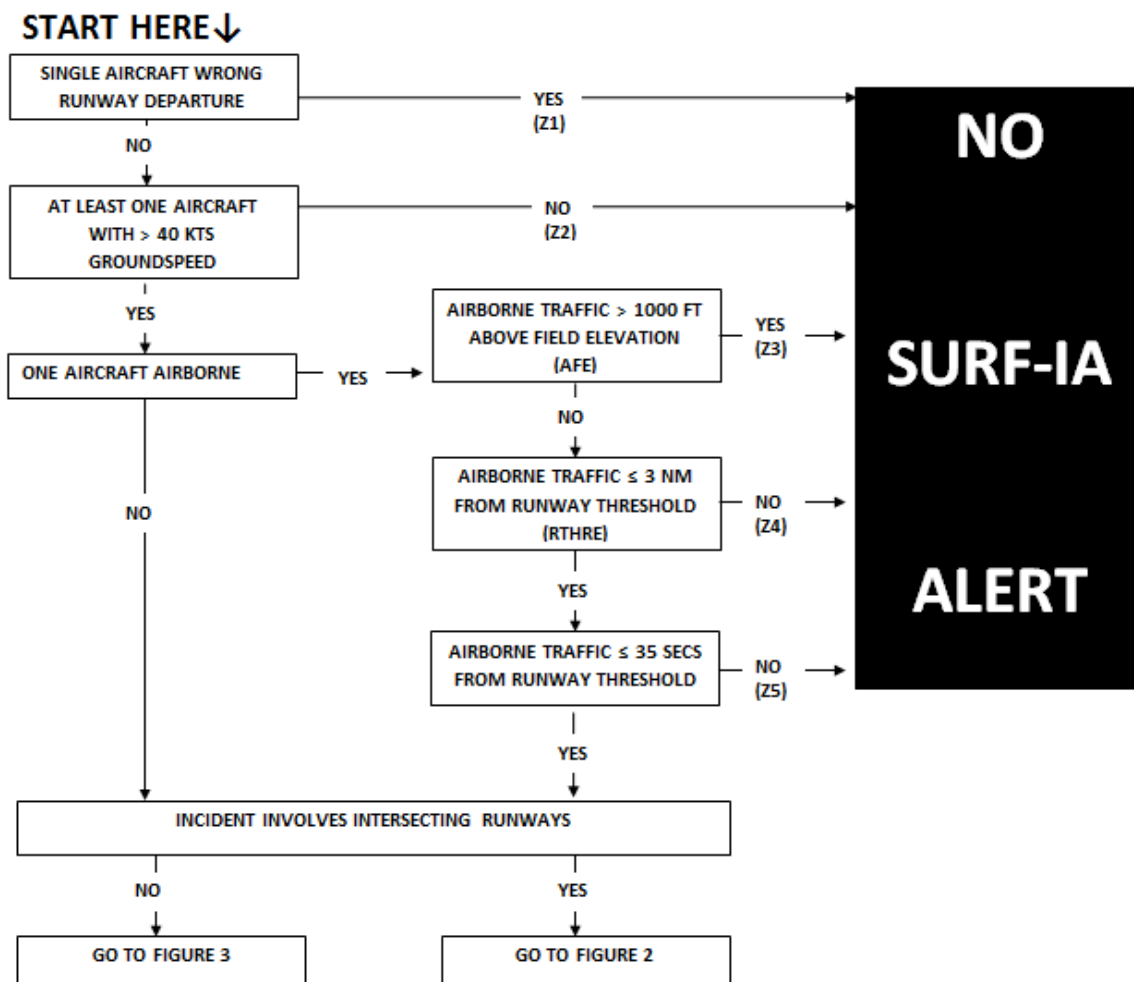 START HERE↓
SINGLE AIRCRAFT WRONG
RUNWAY DEPARTURE
YES
(Z1)
NO
AT LEAST ONE AIRCRAFT
WITH > 40 KTS
GROUNDSPEED
NO
(Z2)
YES
ONE AIRCRAFT AIRBORNE
YES
AIRBORNE TRAFFIC > 1000 FT
ABOVE FIELD ELEVATION
(AFE)
YES
(Z3)
NO
AIRBORNE TRAFFIC ≤ 3 NM
FROM RUNWAY THRESHOLD
(RTHRE)
NO
(Z4)
NO
YES
AIRBORNE TRAFFIC ≤ 35 SECS
FROM RUNWAY THRESHOLD
NO
(Z5)
YES
NO
SURF-IA
ALERT
INCIDENT INVOLVES INTERSECTING RUNWAYS
NO
YES
GO TO FIGURE 3
GO TO FIGURE 2